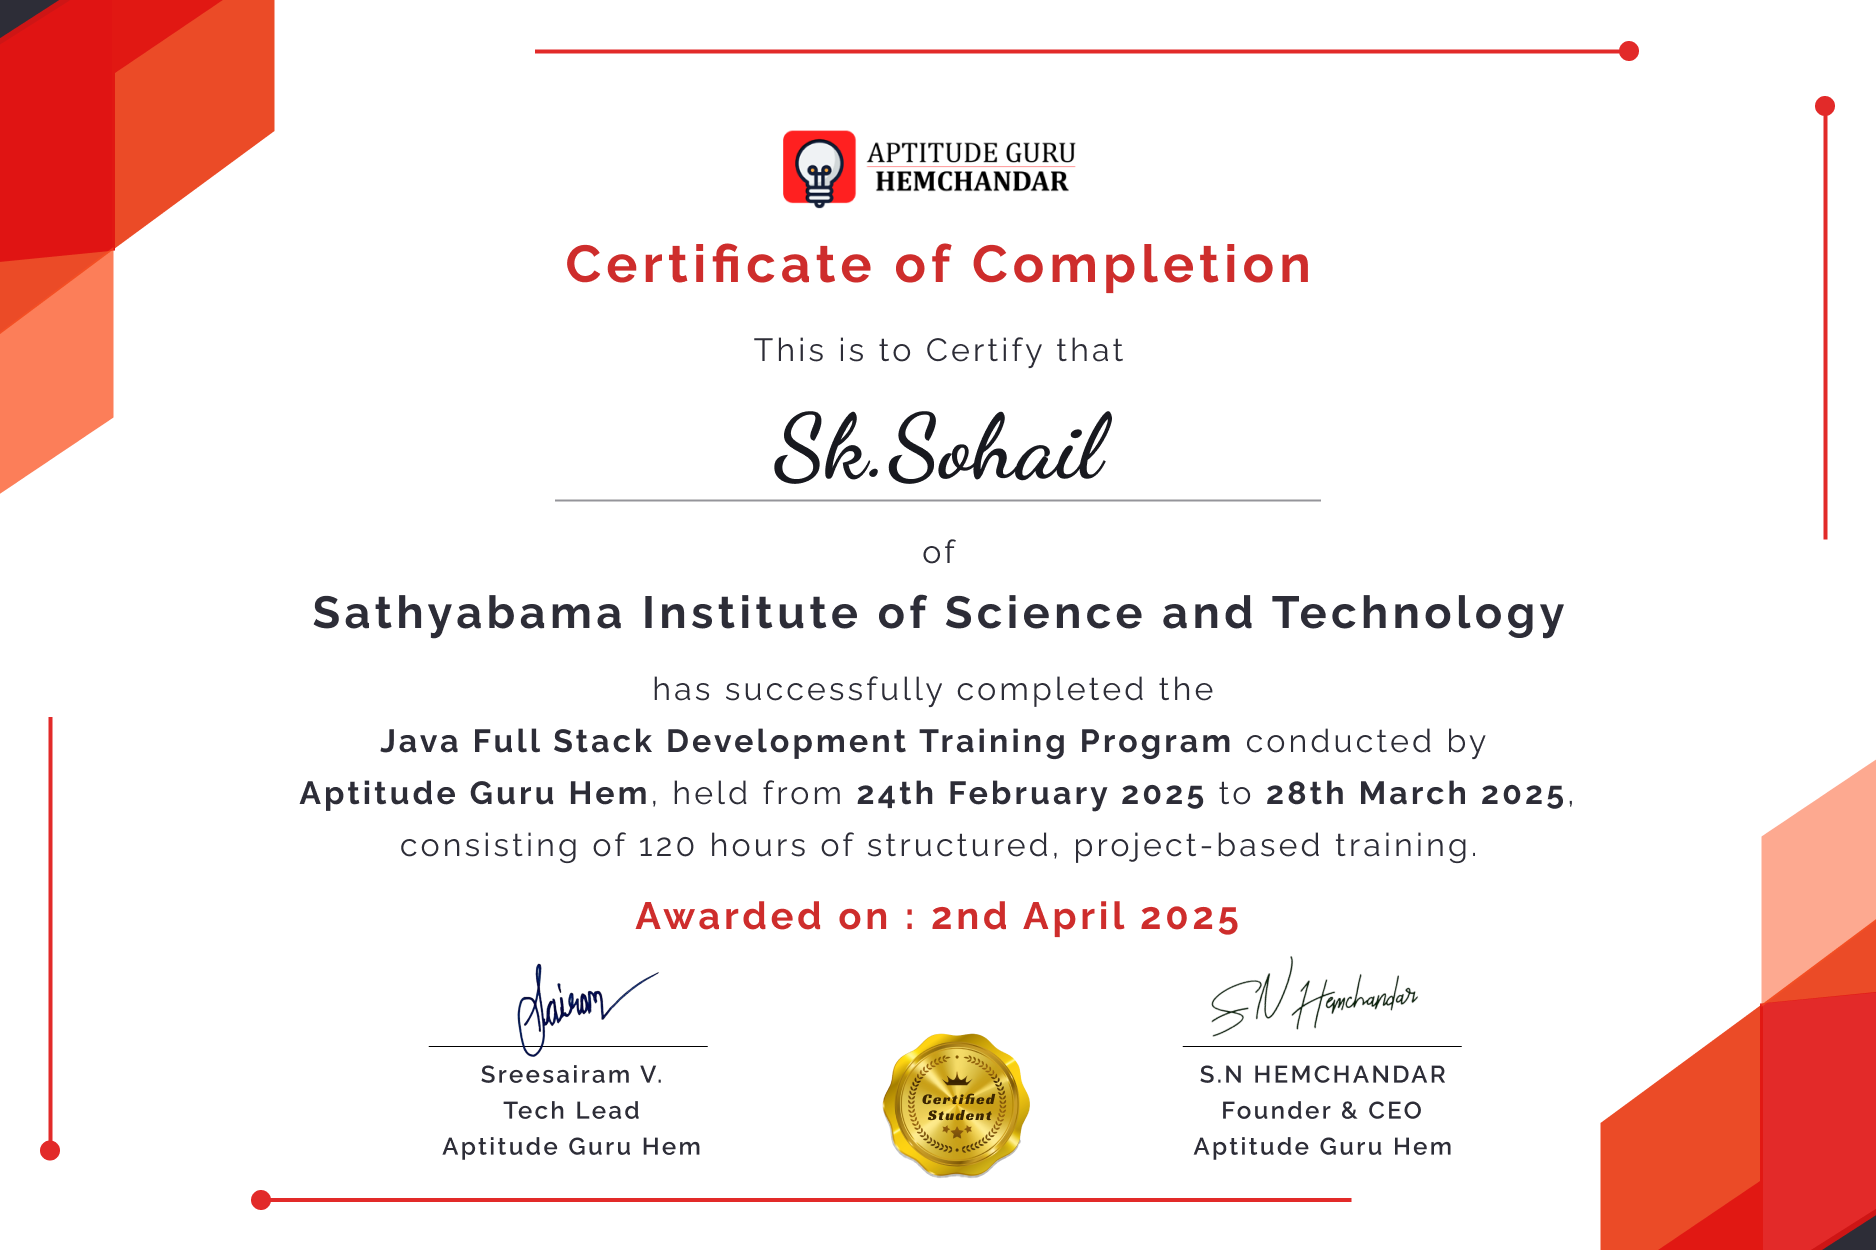 APTITUDE GURU
HEMCHANDAR
Certificate of Completion
This is to Certify that
Sk.Sohail
of
Sathyabama Institute of Science and Technology
has successfully completed the
Java Full Stack Development Training Program conducted by
Aptitude Guru Hem, held from 24th February 2025 to 28th March 2025,
consisting of 120 hours of structured, project-based training.
Awarded on : 2nd April 2025
Sairam
S N Hemchandar
Sreesairam V.
Tech Lead
Aptitude Guru Hem
Certified
Student
S.N HEMCHANDAR
Founder & CEO
Aptitude Guru Hem